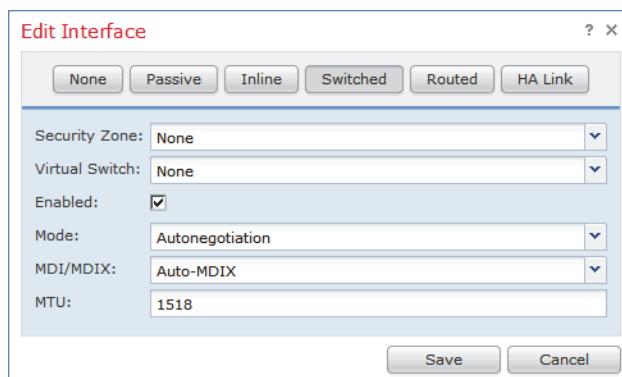 Edit Interface ? ×
None Passive Inline Switched Routed HA Link
Security Zone: None
Virtual Switch: None
Enabled:
Mode: Autonegotiation
MDI/MDIX: Auto-MDIX
MTU: 1518
Save Cancel